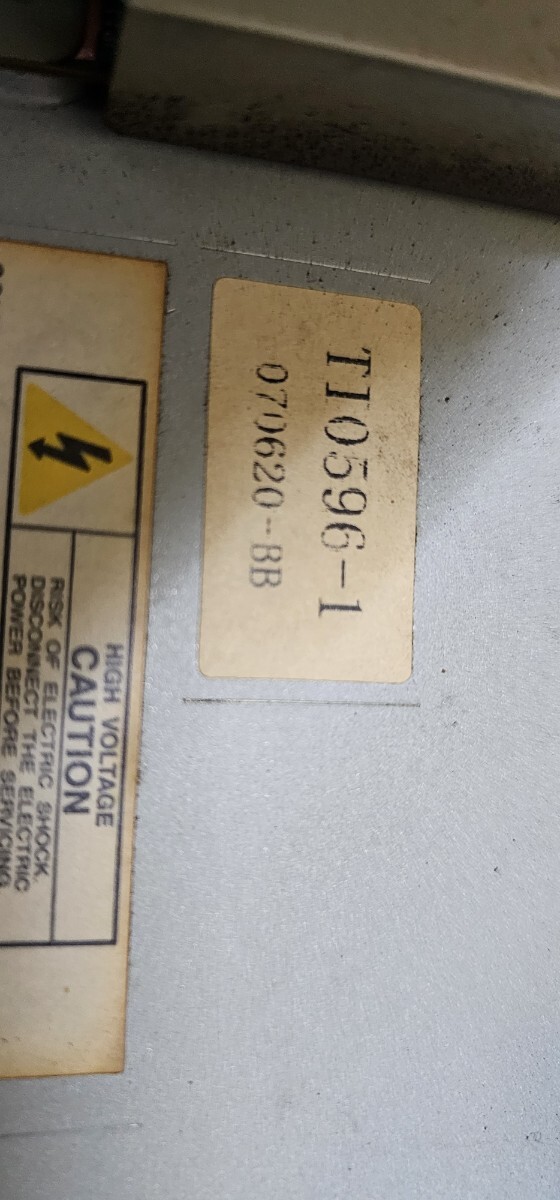 TI0596-1
070620-BB
HIGH VOLTAGE
CAUTION
RISK OF ELECTRIC SHOCK.
DISCONNECT THE ELECTRIC
POWER BEFORE SERVICING